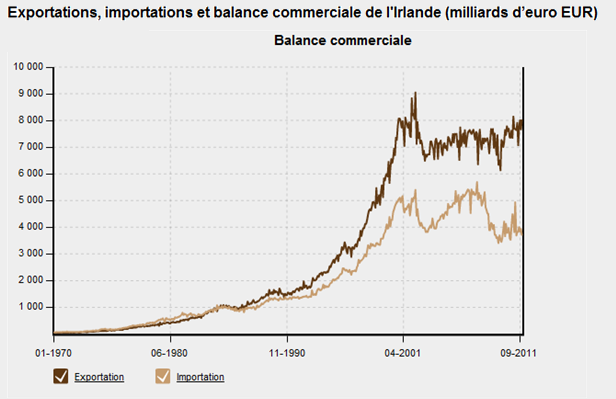 Exportations, importations et balance commerciale de l'Irlande (milliards d’euro EUR)
Balance commerciale
10 000
9 000
8 000
7 000
6 000
5 000
4 000
3 000
2 000
1 000
01-1970 06-1980 11-1990 04-2001 09-2011
Exportation Importation